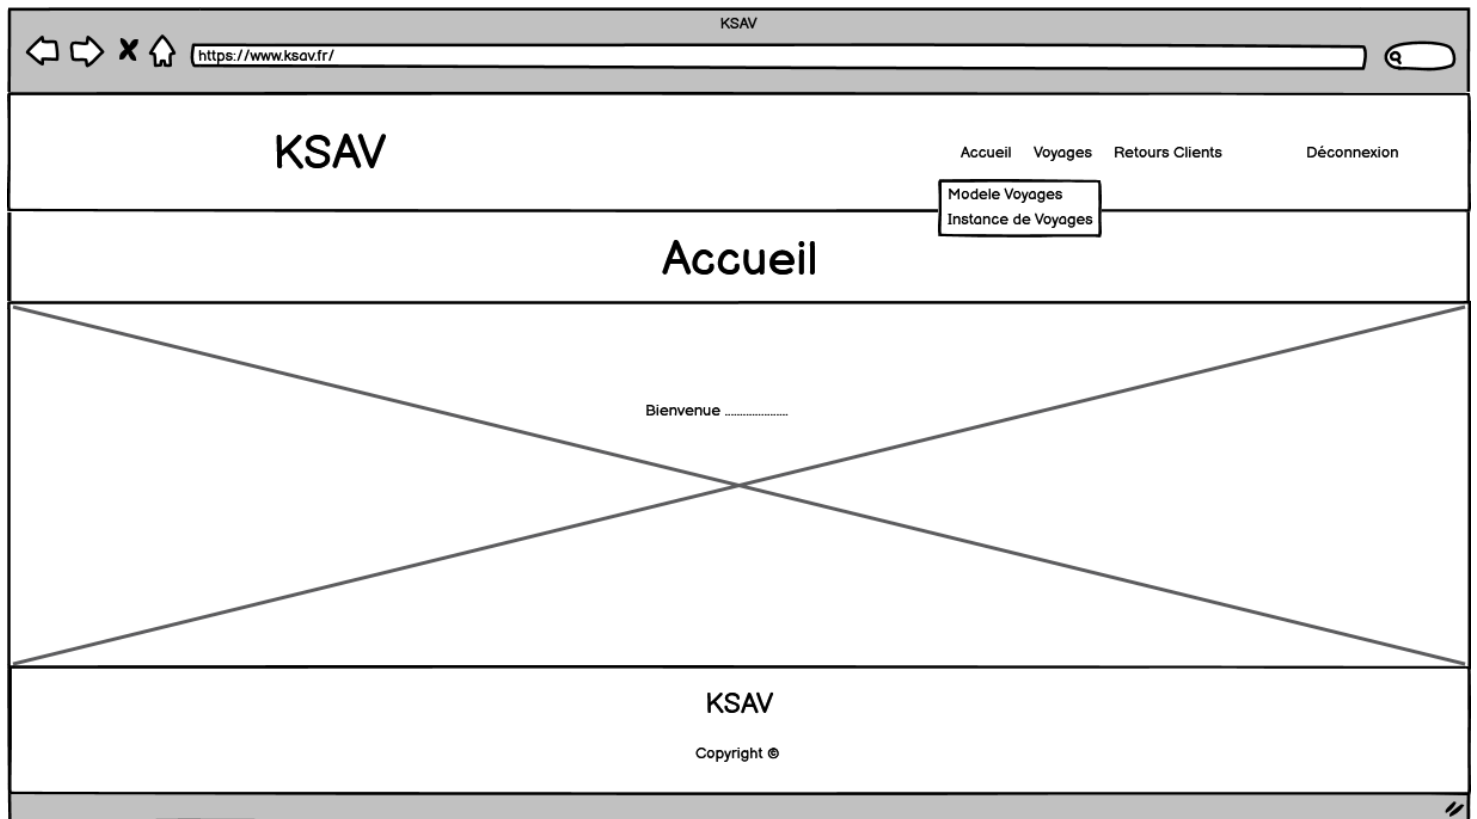 KSAV
https://www.ksav.fr/
KSAV
Accueil Voyages Retours Clients Déconnexion
Modele Voyages
Instance de Voyages
Accueil
Bienvenue ......................
KSAV
Copyright ©